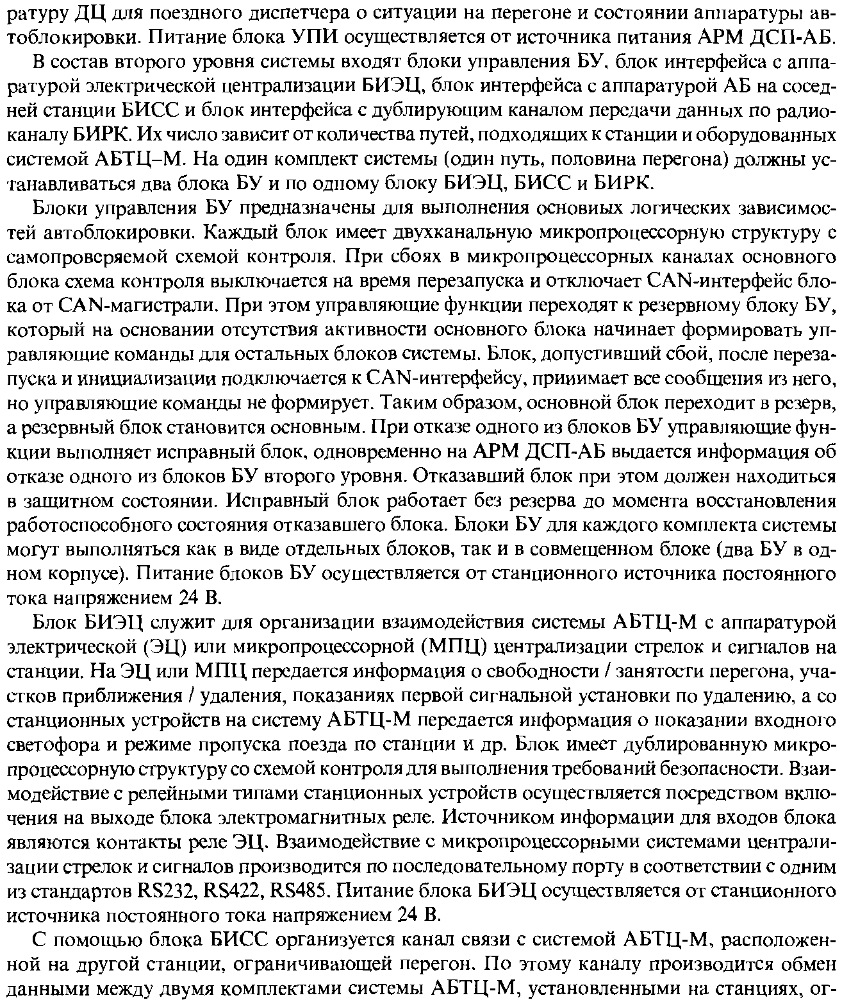 ратуру ДЦ для поездного диспетчера о ситуации на перегоне и состоянии аппаратуры ав-
тоблокировки. Питание блока УПИ осуществляется от источника питания АРМ ДСП-АБ.
В состав второго уровня системы входят блоки управления БУ, блок интерфейса с аппа-
ратурой электрической централизации БИЭЦ, блок интерфейса с аппаратурой АБ на сосед-
ней станции БИСС и блок интерфейса с дублирующим каналом передачи данных по радио-
каналу БИРК. Их число зависит от количества путей, подходящих к станции и оборудованных
системой АБТЦ–М. На один комплект системы (один путь, половина перегона) должны ус-
танавливаться два блока БУ и по одному блоку БИЭЦ, БИСС и БИРК.
Блоки управления БУ предназначены для выполнения основных логических зависимос-
тей автоблокировки. Каждый блок имеет двухканальную микропроцессорную структуру с
самопроверяемой схемой контроля. При сбоях в микропроцессорных каналах основного
блока схема контроля выключается на время перезапуска и отключает CAN-интерфейс бло-
ка от CAN-магистрали. При этом управляющие функции переходят к резервному блоку БУ,
который на основании отсутствия активности основного блока начинает формировать уп-
равляющие команды для остальных блоков системы. Блок, допустивший сбой, после переза-
пуска и инициализации подключается к CAN-интерфейсу, принимает все сообщения из него,
но управляющие команды не формирует. Таким образом, основной блок переходит в резерв,
а резервный блок становится основным. При отказе одного из блоков БУ управляющие фун-
кции выполняет исправный блок, одновременно на АРМ ДСП-АБ выдается информация об
отказе одного из блоков БУ второго уровня. Отказавший блок при этом должен находиться
в защитном состоянии. Исправный блок работает без резерва до момента восстановления
работоспособного состояния отказавшего блока. Блоки БУ для каждого комплекта системы
могут выполняться как в виде отдельных блоков, так и в совмещенном блоке (два БУ в од-
ном корпусе). Питание блоков БУ осуществляется от станционного источника постоянного
тока напряжением 24 В.
Блок БИЭЦ служит для организации взаимодействия системы АБТЦ-М с аппаратурой
электрической (ЭЦ) или микропроцессорной (МПЦ) централизации стрелок и сигналов на
станции. На ЭЦ или МПЦ передается информация о свободности / занятости перегона, уча-
стков приближения / удаления, показаниях первой сигнальной установки по удалению, а со
станционных устройств на систему АБТЦ-М передается информация о показании входного
светофора и режиме пропуска поезда по станции и др. Блок имеет дублированную микро-
процессорную структуру со схемой контроля для выполнения требований безопасности. Взаи-
модействие с релейными типами станционных устройств осуществляется посредством вклю-
чения на выходе блока электромагнитных реле. Источником информации для входов блока
являются контакты реле ЭЦ. Взаимодействие с микропроцессорными системами централи-
зации стрелок и сигналов производится по последовательному порту в соответствии с одним
из стандартов RS232, RS422, RS485. Питание блока БИЭЦ осуществляется от станционного
источника постоянного тока напряжением 24 В.
С помощью блока БИСС организуется канал связи с системой АБТЦ-М, расположен-
ной на другой станции, ограничивающей перегон. По этому каналу производится обмен
данными между двумя комплектами системы АБТЦ-М, установленными на станциях, ог-